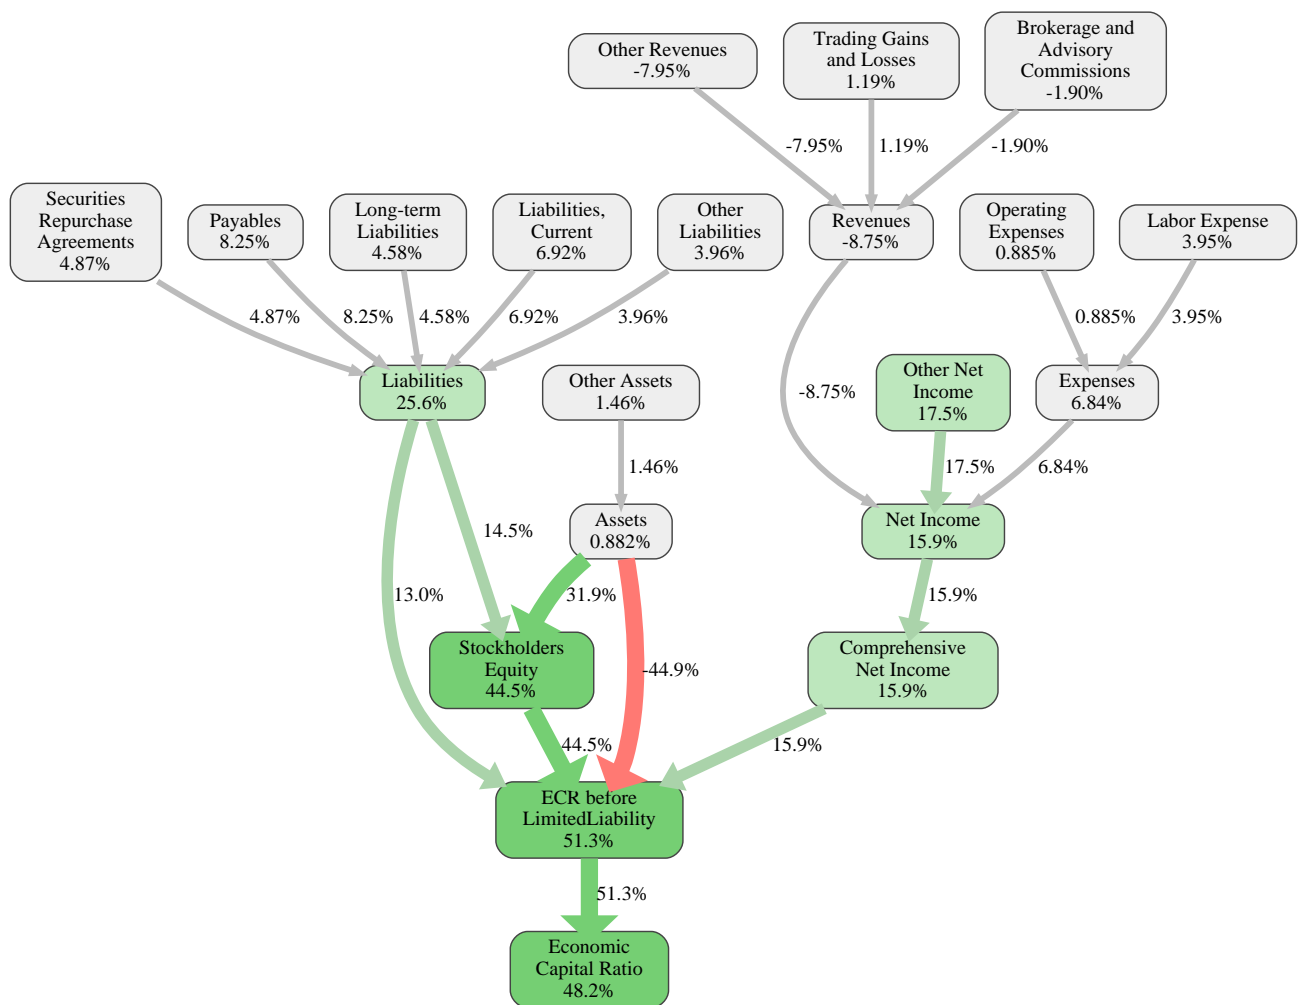 Other Revenues
-7.95%
Trading Gains
and Losses
1.19%
Brokerage and
Advisory
Commissions
-1.90%
-7.95%
1.19%
-1.90%
Securities
Repurchase
Agreements
4.87%
Payables
8.25%
Long-term
Liabilities
4.58%
Liabilities,
Current
6.92%
Other
Liabilities
3.96%
Revenues
-8.75%
Operating
Expenses
0.885%
Labor Expense
3.95%
4.87%
8.25%
4.58%
6.92%
3.96%
0.885%
3.95%
Liabilities
25.6%
Other Assets
1.46%
-8.75%
Other Net
Income
17.5%
Expenses
6.84%
1.46%
17.5%
6.84%
Assets
0.882%
Net Income
15.9%
14.5%
13.0%
31.9%
15.9%
Stockholders
Equity
44.5%
-44.9%
Comprehensive
Net Income
15.9%
44.5%
15.9%
ECR before
LimitedLiability
51.3%
51.3%
Economic
Capital Ratio
48.2%